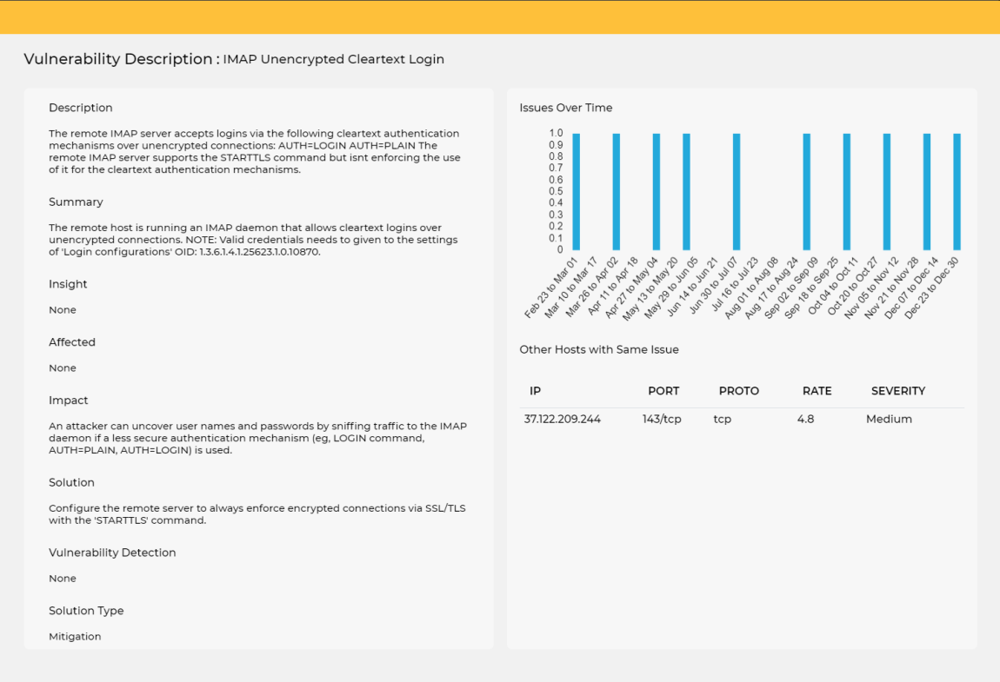 Vulnerability Description : IMAP Unencrypted Cleartext Login
Description
The remote IMAP server accepts logins via the following cleartext authentication
mechanisms over unencrypted connections: AUTH=LOGIN AUTH=PLAIN The
remote IMAP server supports the STARTTLS command but isnt enforcing the use
of it for the cleartext authentication mechanisms.
Summary
The remote host is running an IMAP daemon that allows cleartext logins over
unencrypted connections. NOTE: Valid credentials needs to given to the settings
of 'Login configurations' OID: 1.3.6.1.4.1.25623.1.0.10870.
Insight
None
Affected
None
Impact
An attacker can uncover user names and passwords by sniffing traffic to the IMAP
daemon if a less secure authentication mechanism (eg, LOGIN command,
AUTH=PLAIN, AUTH=LOGIN) is used.
Solution
Configure the remote server to always enforce encrypted connections via SSL/TLS
with the 'STARTTLS' command.
Vulnerability Detection
None
Solution Type
Mitigation
Issues Over Time
1.0
0.9
0.8
0.7
0.6
0.5
0.4
0.3
0.2
0.1
0
Feb 23 to Mar 01
Mar 10 to Mar 17
Mar 26 to Apr 02
Apr 11 to Apr 18
Apr 27 to May 04
May 13 to May 20
May 29 to Jun 05
Jun 14 to Jun 21
Jun 30 to Jul 07
Jul 16 to Jul 23
Aug 01 to Aug 08
Aug 17 to Aug 24
Sep 02 to Sep 09
Sep 18 to Sep 25
Oct 04 to Oct 11
Oct 20 to Oct 27
Nov 05 to Nov 12
Nov 21 to Nov 28
Dec 07 to Dec 14
Dec 23 to Dec 30
Other Hosts with Same Issue
IP PORT PROTO RATE SEVERITY
37.122.209.244 143/tcp tcp 4.8 Medium